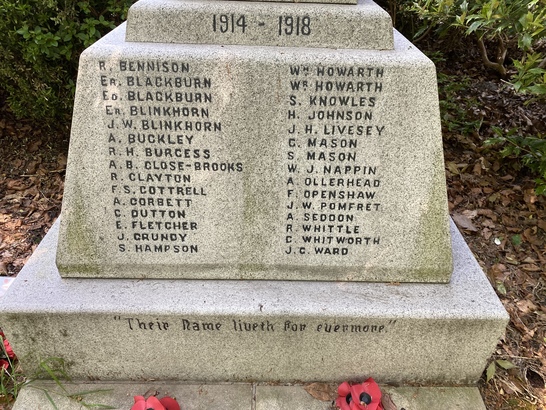 1914 - 1918
R. BENNISON
Er. BLACKBURN
Ed. BLACKBURN
Er. BLINKHORN
J. W. BLINKHORN
A. BUCKLEY
R. H. BURGESS
A. B. CLOSE-BROOKS
R. CLAYTON
F. S. COTTRELL
A. CORBETT
C. DUTTON
E. FLETCHER
J. GRUNDY
S. HAMPSON
Wm HOWARTH
Wr HOWARTH
S. KNOWLES
H. JOHNSON
J. H. LIVESEY
C. MASON
S. MASON
W. J. NAPPIN
A. OLLERHEAD
F. OPENSHAW
J. W. POMFRET
A. SEDDON
R. WHITTLE
C. WHITWORTH
J. C. WARD
"Their Name liveth for evermore"